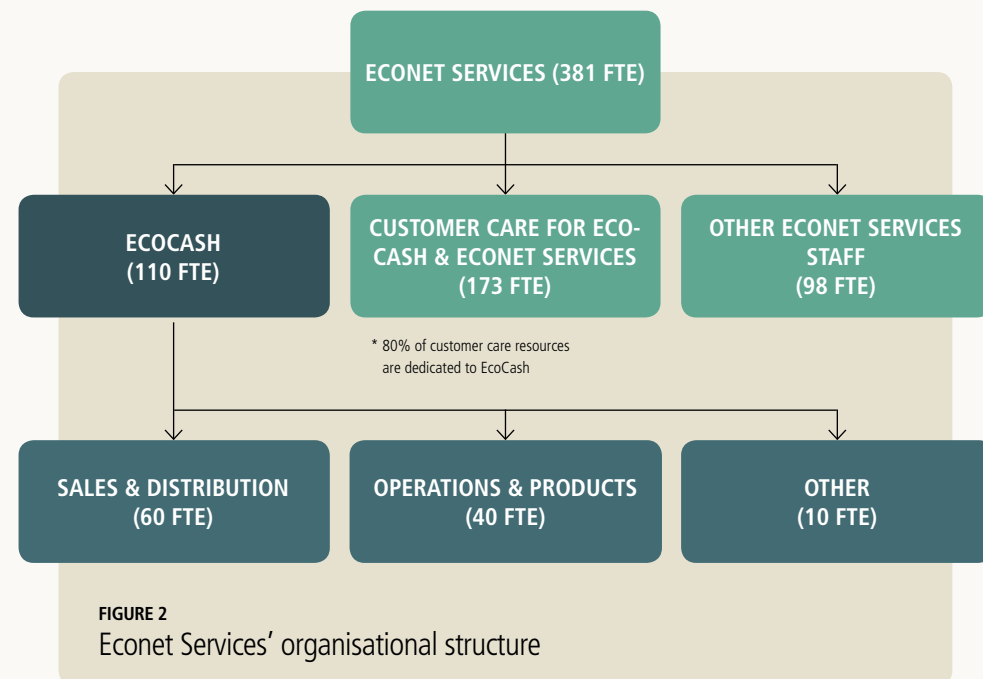 ECONET SERVICES (381 FTE)
ECOCASH
(110 FTE)
CUSTOMER CARE FOR ECO-
CASH & ECONET SERVICES
(173 FTE)
OTHER ECONET SERVICES
STAFF
(98 FTE)
* 80% of customer care resources
are dedicated to EcoCash
SALES & DISTRIBUTION
(60 FTE)
OPERATIONS & PRODUCTS
(40 FTE)
OTHER
(10 FTE)
FIGURE 2
Econet Services’ organisational structure